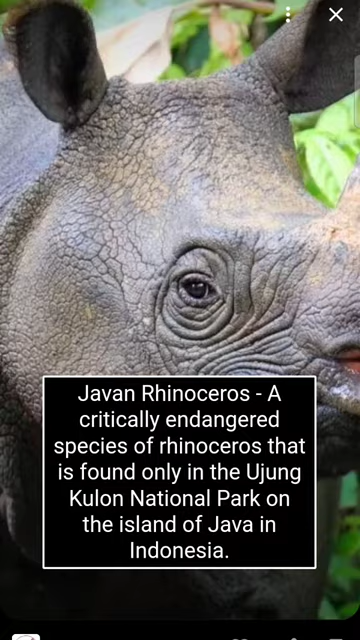 Javan Rhinoceros - A
critically endangered
species of rhinoceros that
is found only in the Ujung
Kulon National Park on
the island of Java in
Indonesia.